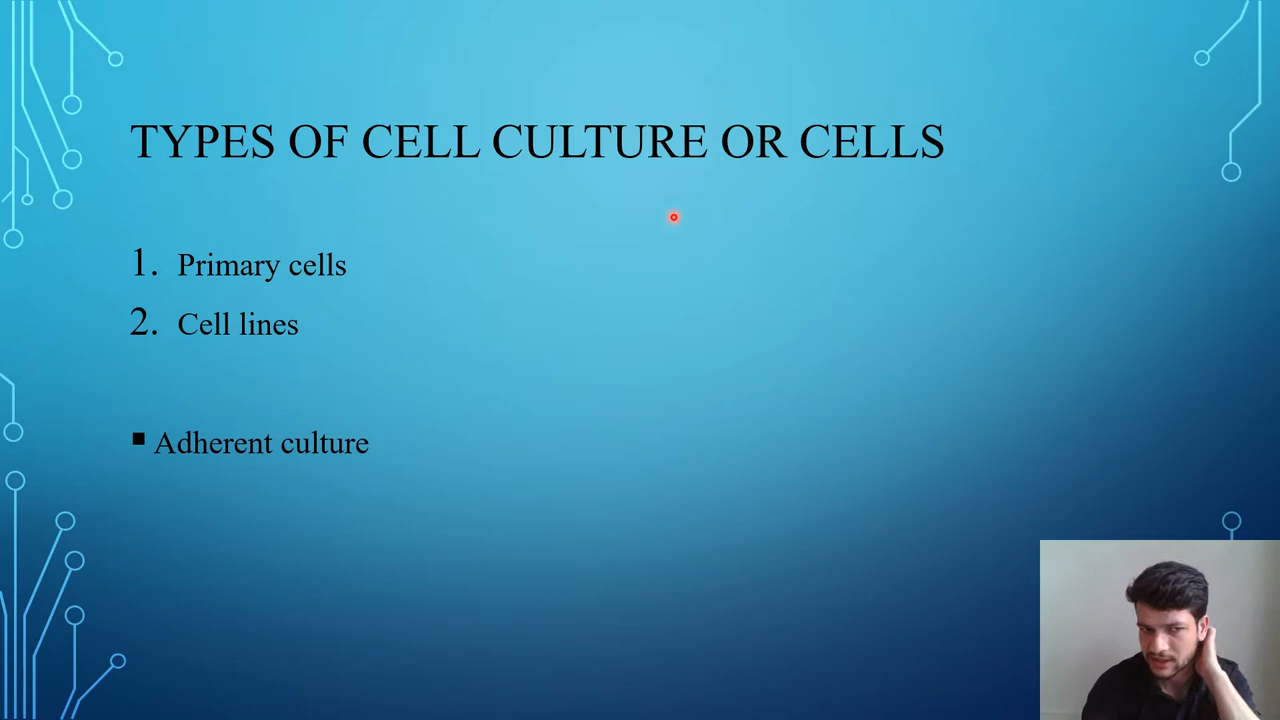 TYPES OF CELL CULTURE OR CELLS
1. Primary cells
2. Cell lines
▪ Adherent culture